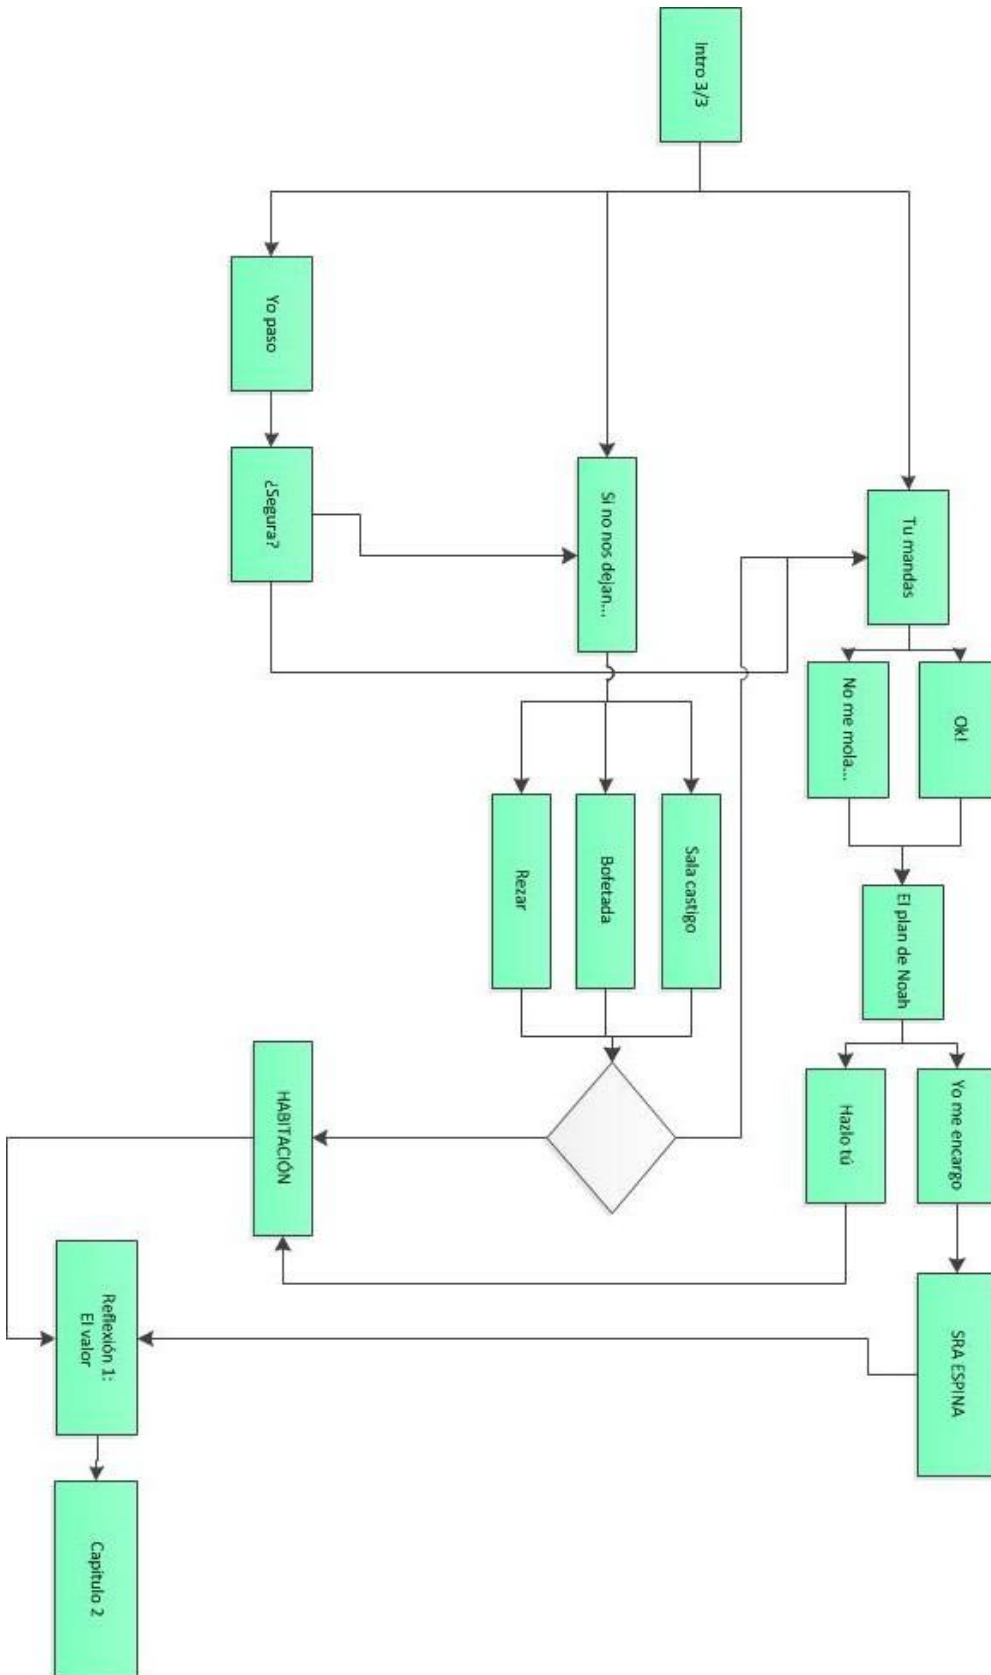 Intro 3/3
Tu mandas
Ok!
No me mola...
El plan de Noah
Yo me encargo
Hazlo tú
SRA ESPINA
Si no nos dejan...
Sala castigo
Bofetada
Rezar
Yo paso
¿Segura?
HABITACIÓN
Reflexión 1:
El valor
Capitulo 2